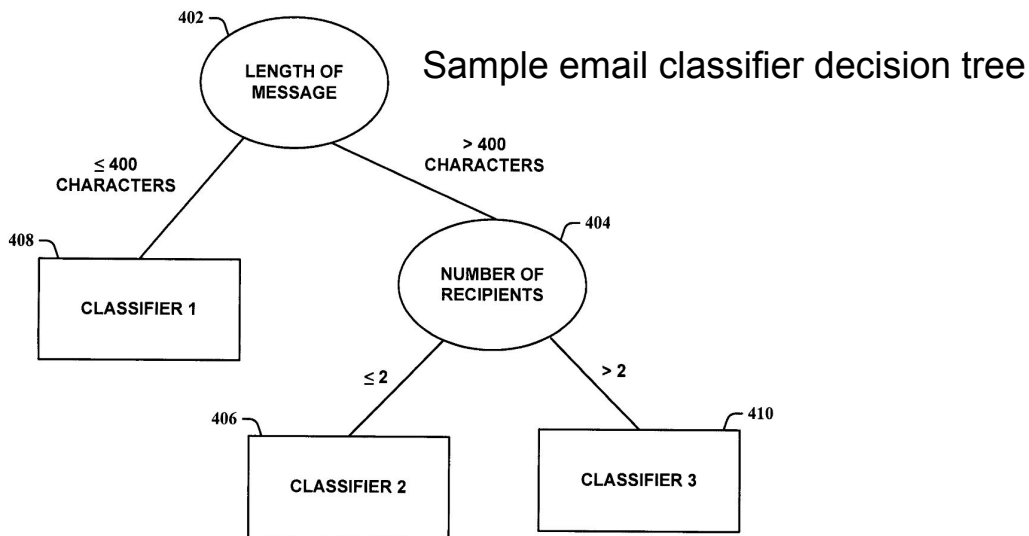 402
LENGTH OF
MESSAGE
Sample email classifier decision tree
≤ 400
CHARACTERS
> 400
CHARACTERS
408
CLASSIFIER 1
404
NUMBER OF
RECIPIENTS
≤ 2
> 2
406
CLASSIFIER 2
410
CLASSIFIER 3